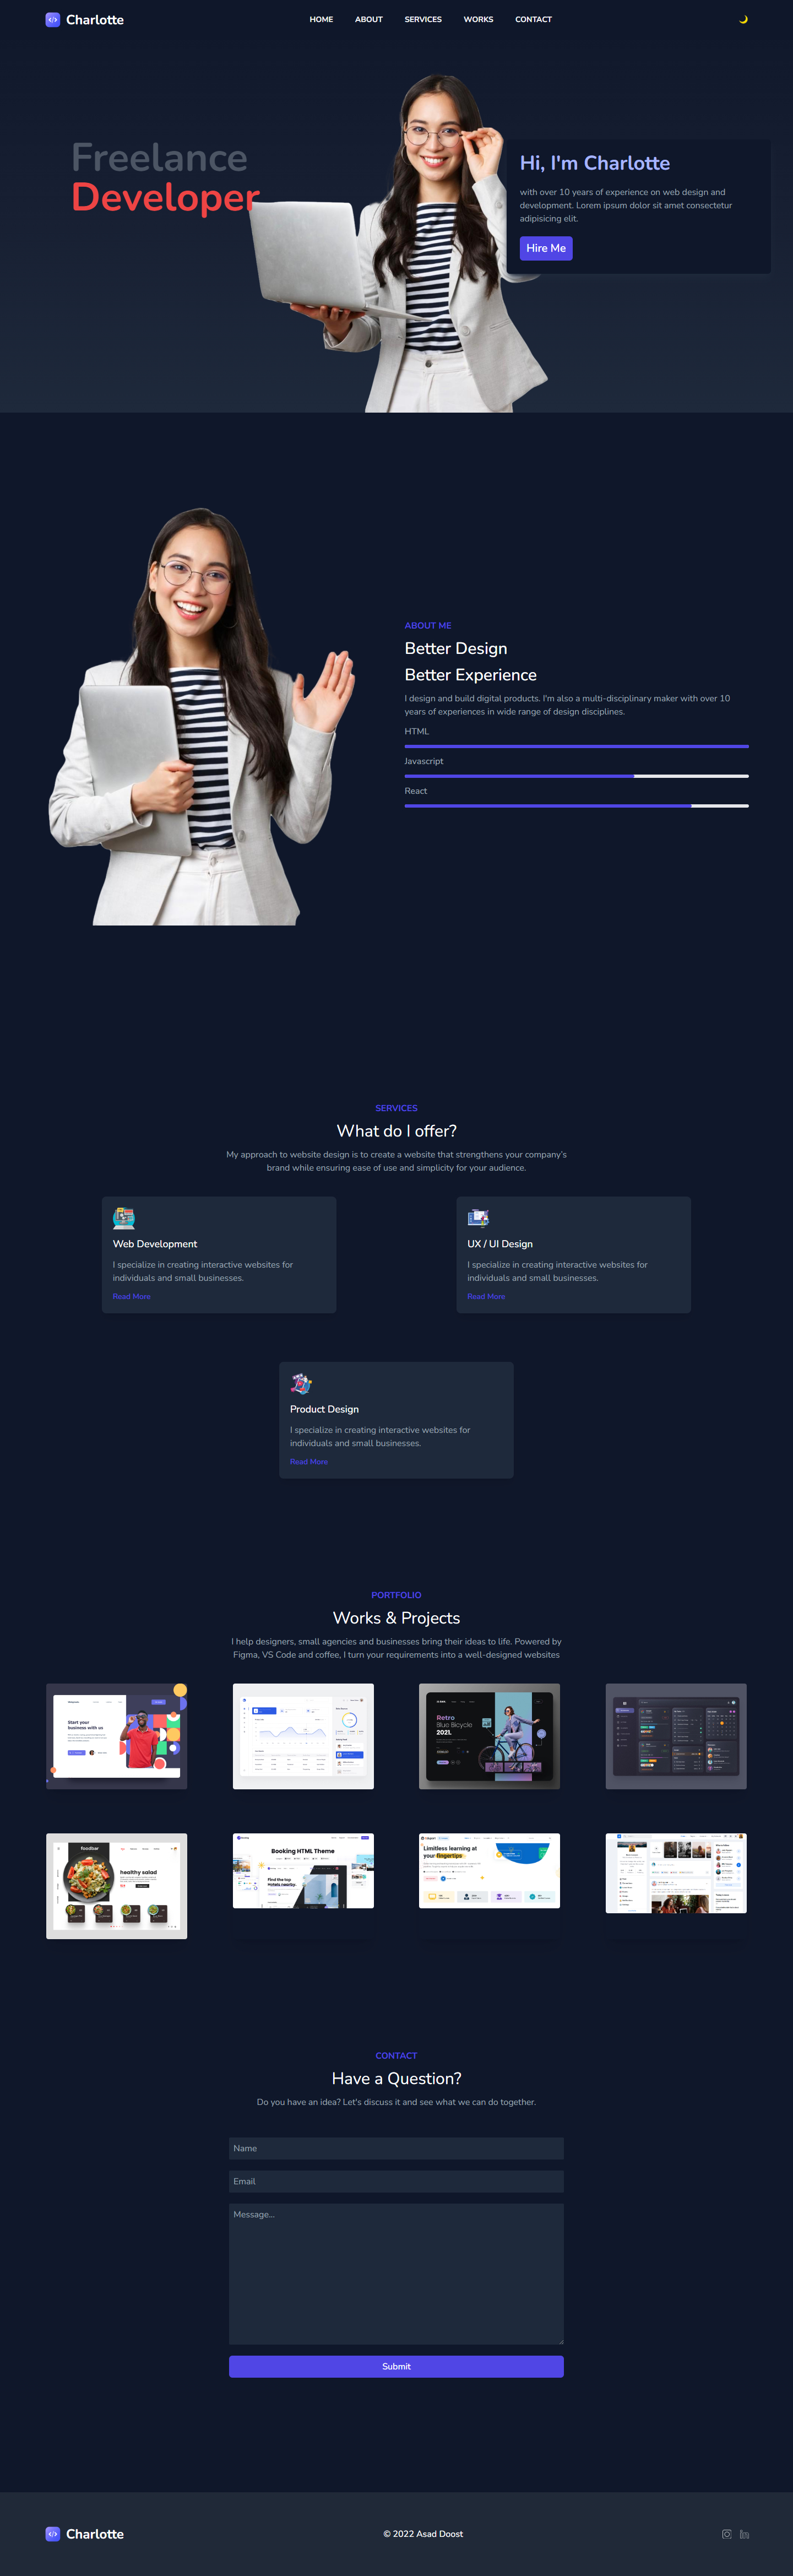 Charlotte
HOME
ABOUT
SERVICES
WORKS
CONTACT
Freelance
Developer
Hi, I'm Charlotte
with over 10 years of experience on web design and
development. Lorem ipsum dolor sit amet consectetur
adipisicing elit.
Hire Me
ABOUT ME
Better Design
Better Experience
I design and build digital products. I'm also a multi-disciplinary maker with over 10
years of experiences in wide range of design disciplines.
HTML
Javascript
React
SERVICES
What do I offer?
My approach to website design is to create a website that strengthens your company's
brand while ensuring ease of use and simplicity for your audience.
Web Development
I specialize in creating interactive websites for
individuals and small businesses.
Read More
UX / UI Design
I specialize in creating interactive websites for
individuals and small businesses.
Read More
Product Design
I specialize in creating interactive websites for
individuals and small businesses.
Read More
PORTFOLIO
Works & Projects
I help designers, small agencies and businesses bring their ideas to life. Powered by
Figma, VS Code and coffee, I turn your requirements into a well-designed websites
Start your
business with us
Retro
Blue Bicycle
2021.
foodbar
healthy salad
Booking HTML Theme
Find the top
Limitless learning at
your fingertips
CONTACT
Have a Question?
Do you have an idea? Let's discuss it and see what we can do together.
Name
Email
Message...
Submit
Charlotte
© 2022 Asad Doost